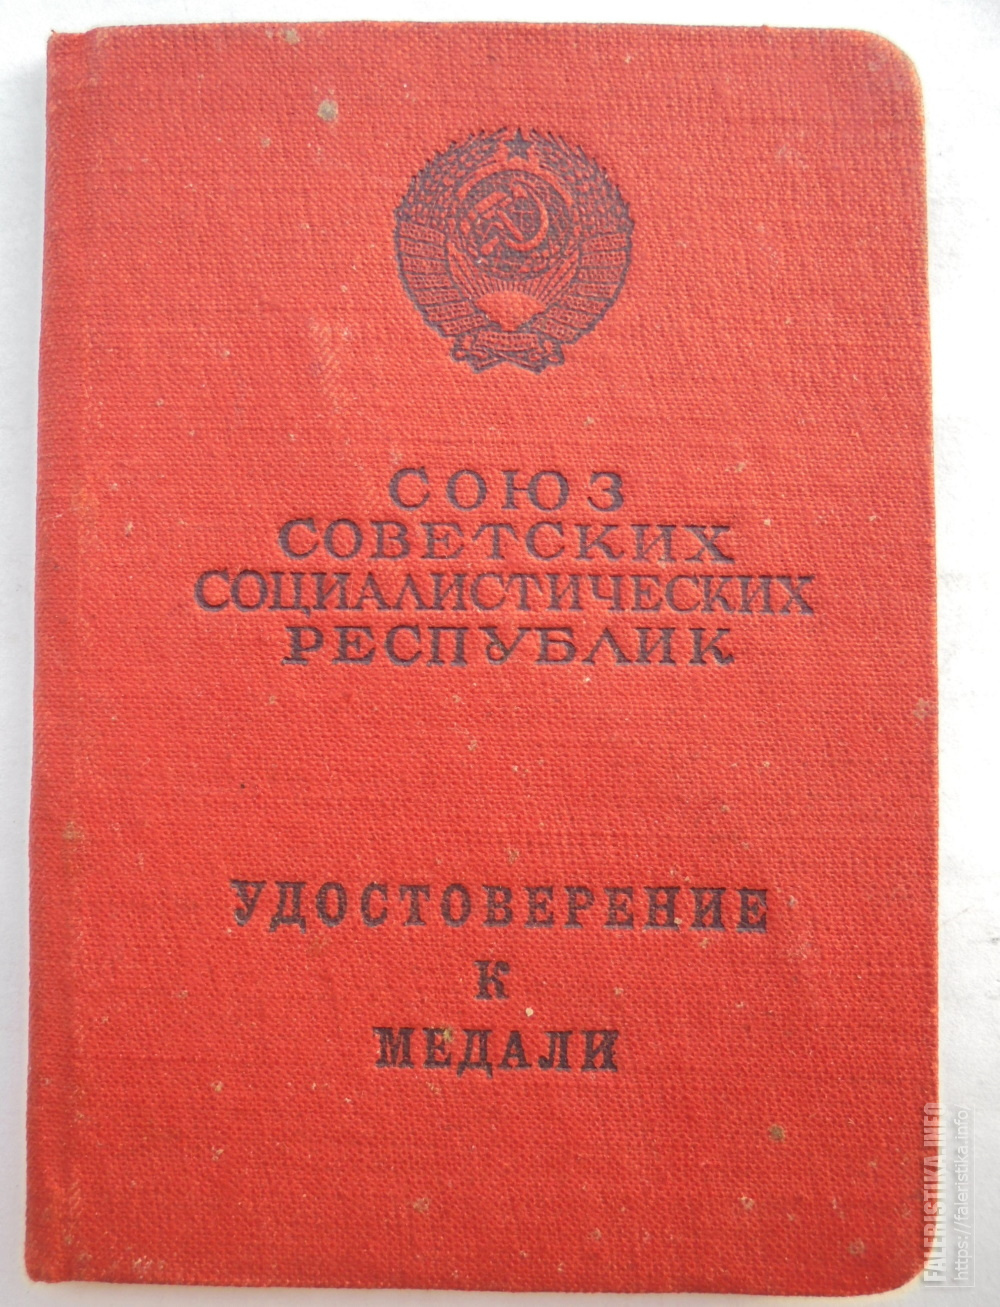 СОЮЗ
СОВЕТСКИХ
СОЦИАЛИСТИЧЕСКИХ
РЕСПУБЛИК
УДОСТОВЕРЕНИЕ
К
МЕДАЛИ
FALERISTIKA.INFO
https://faleristika.info/